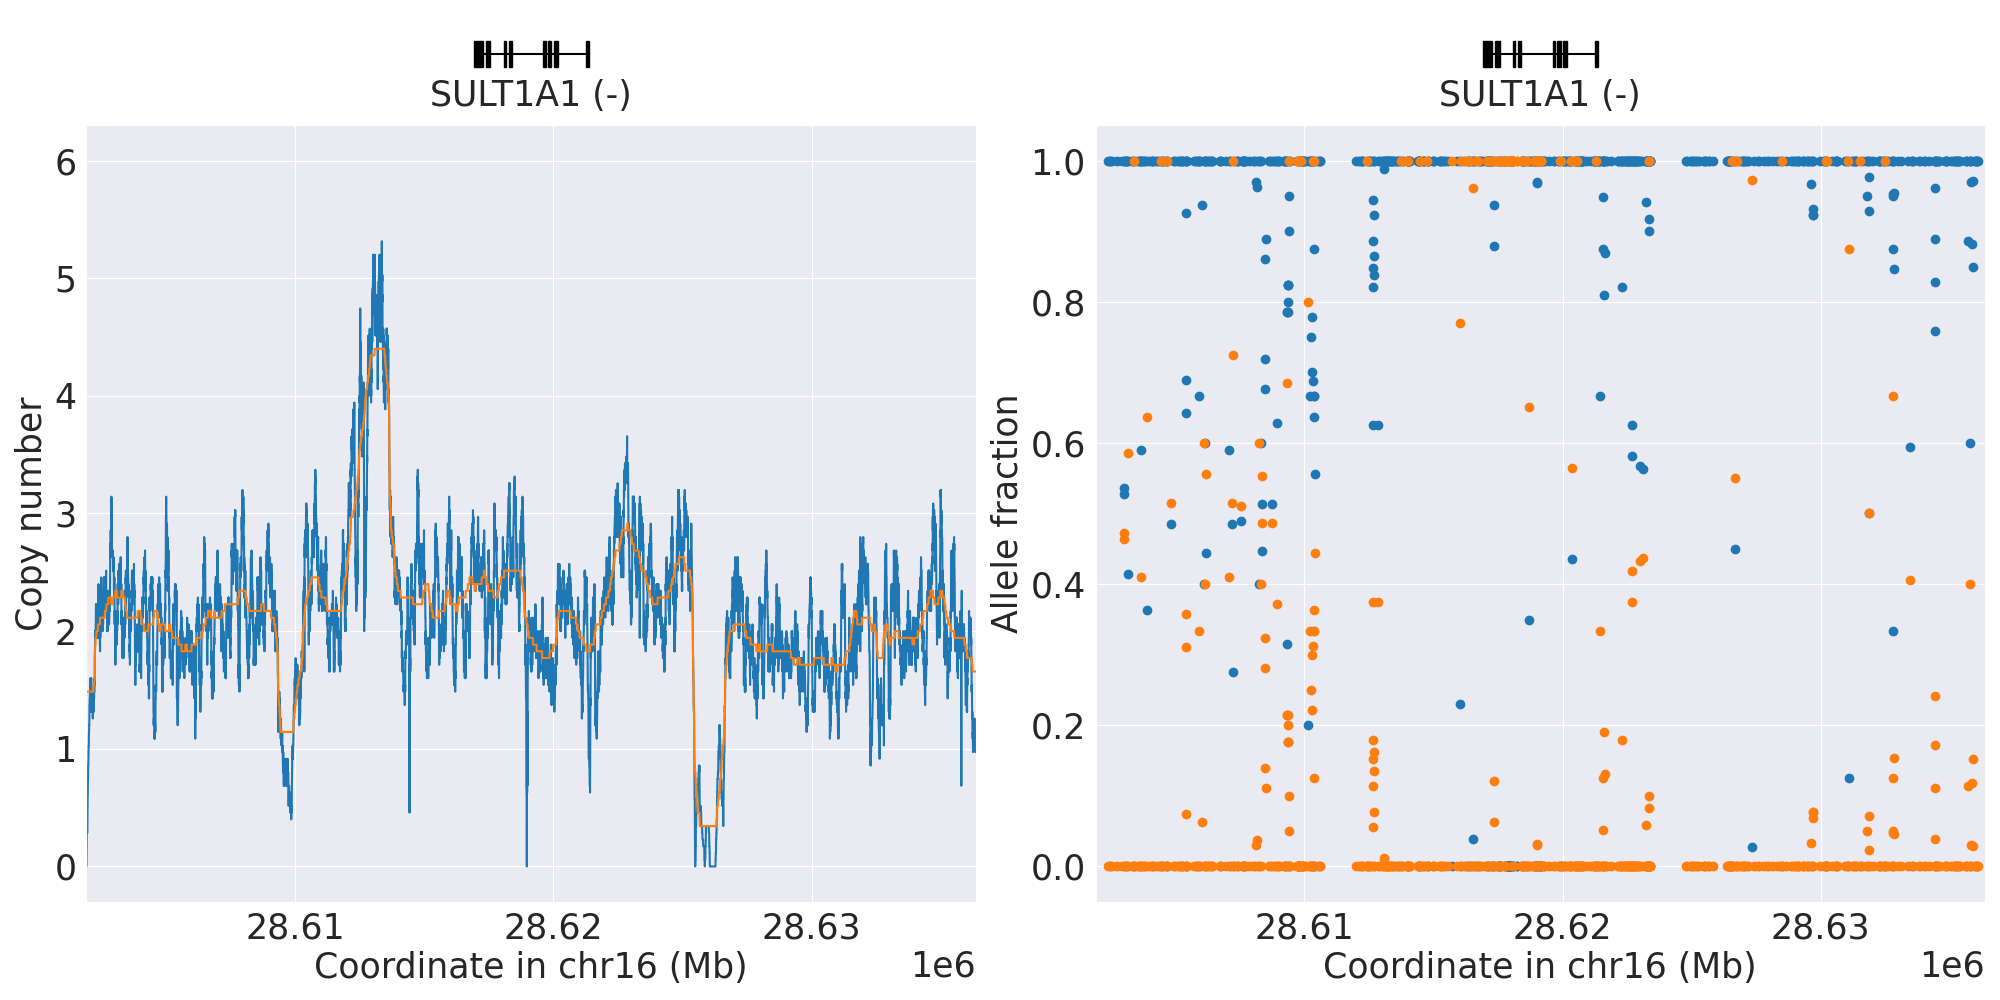 SULT1A1 (-)
6
5
4
3
2
1
0
Copy number
28.61
28.62
28.63
Coordinate in chr16 (Mb)
1e6
SULT1A1 (-)
1.0
0.8
0.6
0.4
0.2
0.0
Allele fraction
28.61
28.62
28.63
Coordinate in chr16 (Mb)
1e6